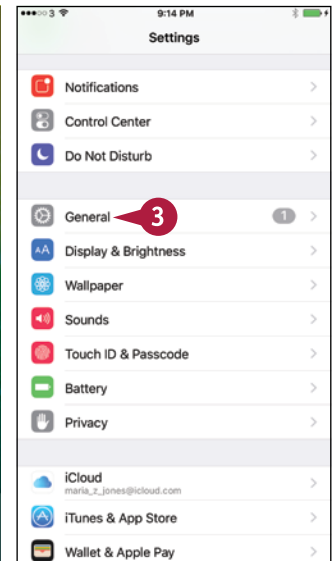 3 9:14 PM
Settings
Notifications
Control Center
Do Not Disturb
General 3 1
AA Display & Brightness
Wallpaper
Sounds
Touch ID & Passcode
Battery
Privacy
iCloud
maria_z_jones@icloud.com
iTunes & App Store
Wallet & Apple Pay